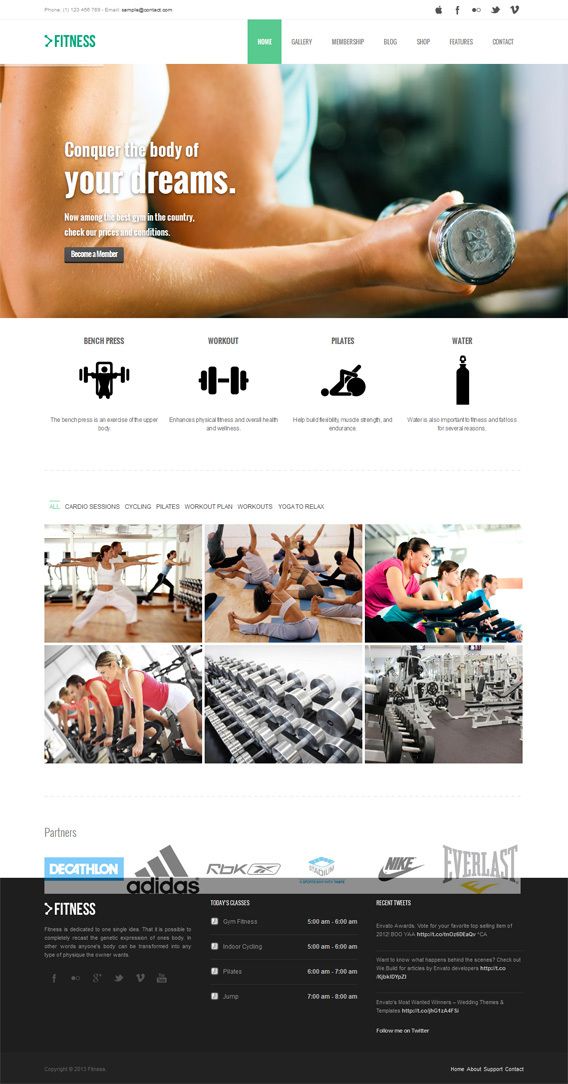 Phone: (1) 123 456 789 - Email: sample@contact.com
FITNESS
HOME GALLERY MEMBERSHIP BLOG SHOP FEATURES CONTACT
Conquer the body of
your dreams.
Now among the best gym in the country,
check our prices and conditions.
Become a Member
2KG
BENCH PRESS
The bench press is an exercise of the upper
body.
WORKOUT
Enhances physical fitness and overall health
and wellness.
PILATES
Help build flexibility, muscle strength, and
endurance.
WATER
Water is also important to fitness and fat loss
for several reasons.
ALL CARDIO SESSIONS CYCLING PILATES WORKOUT PLAN WORKOUTS YOGA TO RELAX
Partners
DECATHLON
adidas
RBK
STADIUM
NIKE
EVERLAST
FITNESS
Fitness is dedicated to one single idea. That it is possible to
completely recast the genetic expression of ones body. In
other words anyone's body can be transformed into any
type of physique the owner wants.
TODAY'S CLASSES
Gym Fitness 5:00 am - 6:00 am
Indoor Cycling 5:00 am - 6:00 am
Pilates 6:00 am - 7:00 am
Jump 7:00 am - 8:00 am
RECENT TWEETS
Envato Awards. Vote for your favorite top selling item of
2012! BOO YAA http://t.co/tnOz6DEaQv ^CA
Want to know what happens behind the scenes? Check out
We Build for articles by Envato developers http://t.co
/KjbklDYpZl
Envato's Most Wanted Winners – Wedding Themes &
Templates http://t.co/jhG1zA4F5i
Follow me on Twitter
Copyright © 2013 Fitness.
Home About Support Contact